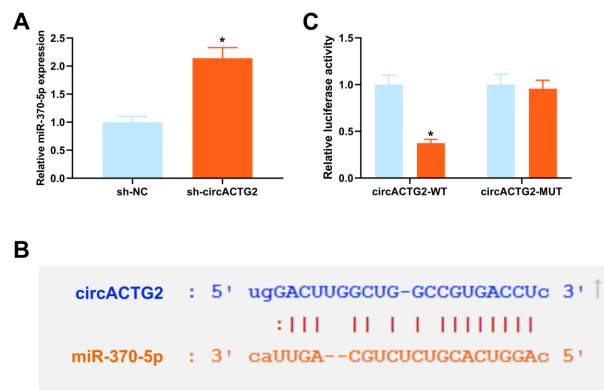 A
Relative miR-370-5p expression
2.5
2.0
1.5
1.0
0.5
0.0
*
sh-NC
sh-circACTG2
C
Relative luciferase activity
1.5
1.0
0.5
0.0
*
circACTG2-WT
circACTG2-MUT
B
circACTG2 : 5' ugGACUUGGCUG-GCCGUGACCUc 3'
:||| || | | ||||||||
miR-370-5p : 3' caUUGA--CGUCUCUGCACUGGAc 5'